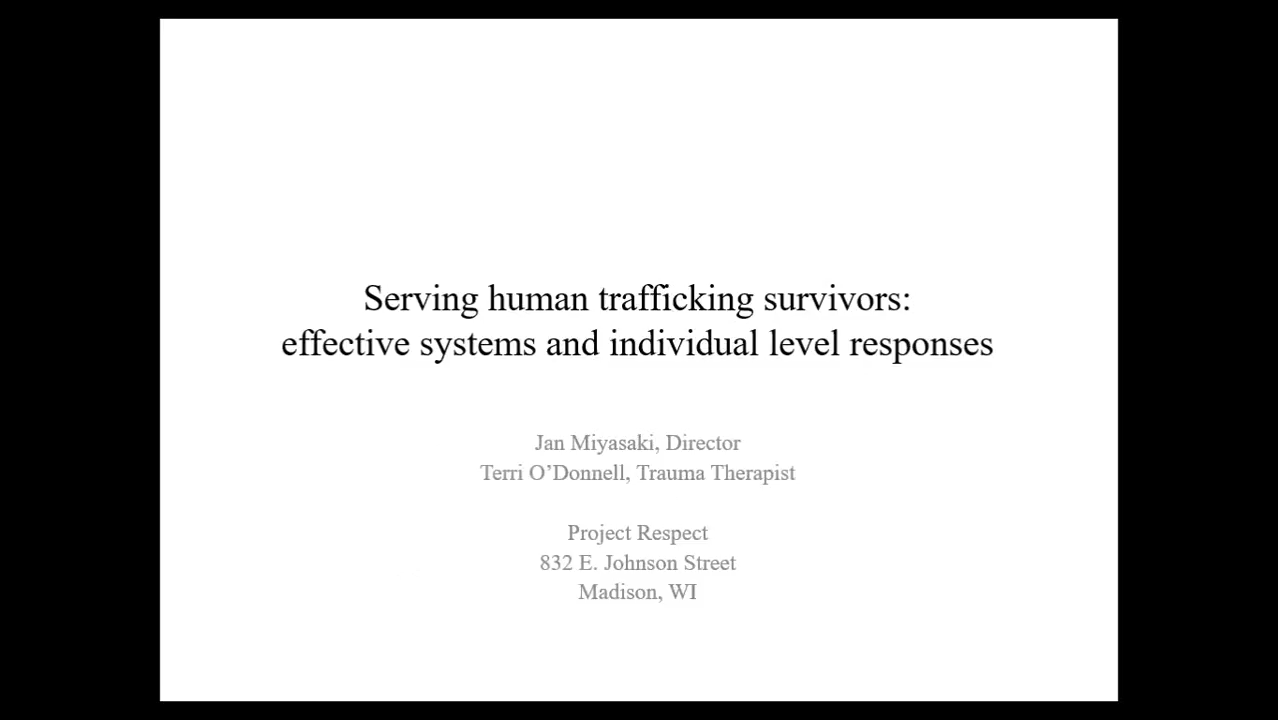 Serving human trafficking survivors:
effective systems and individual level responses
Jan Miyasaki, Director
Terri O’Donnell, Trauma Therapist
Project Respect
832 E. Johnson Street
Madison, WI